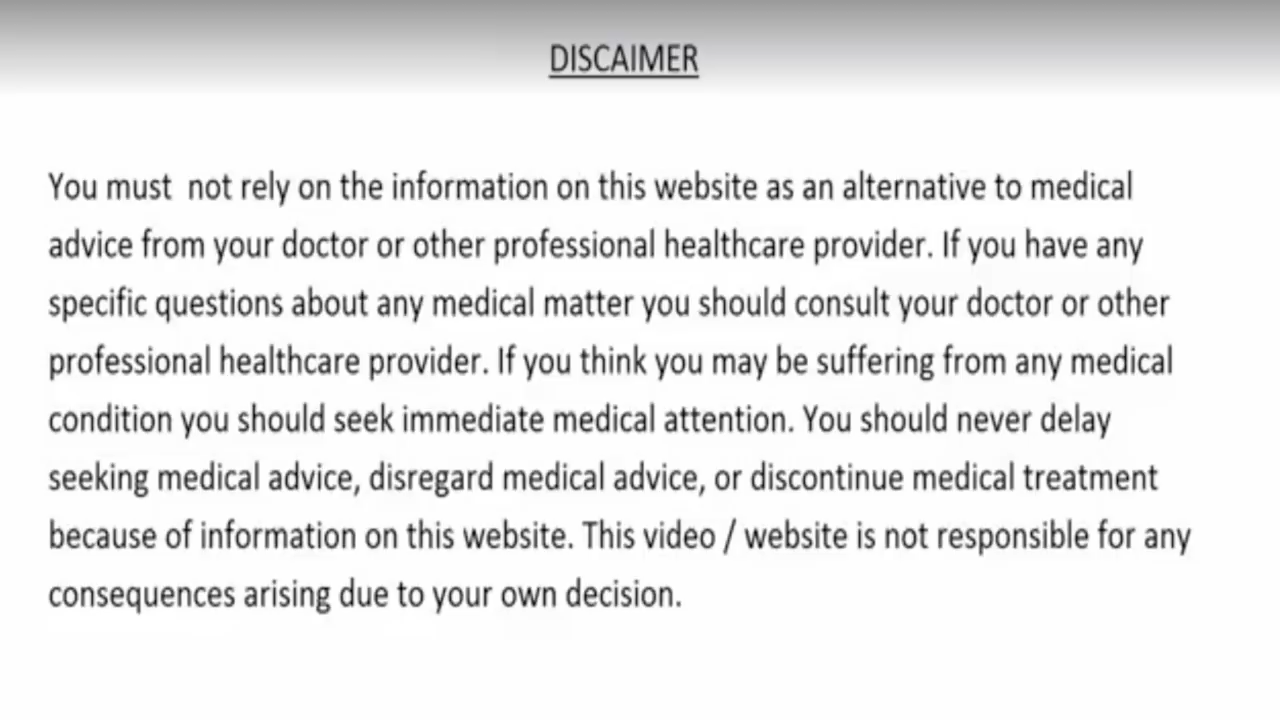 DISCAIMER
You must  not rely on the information on this website as an alternative to medical
advice from your doctor or other professional healthcare provider. If you have any
specific questions about any medical matter you should consult your doctor or other
professional healthcare provider. If you think you may be suffering from any medical
condition you should seek immediate medical attention. You should never delay
seeking medical advice, disregard medical advice, or discontinue medical treatment
because of information on this website. This video / website is not responsible for any
consequences arising due to your own decision.